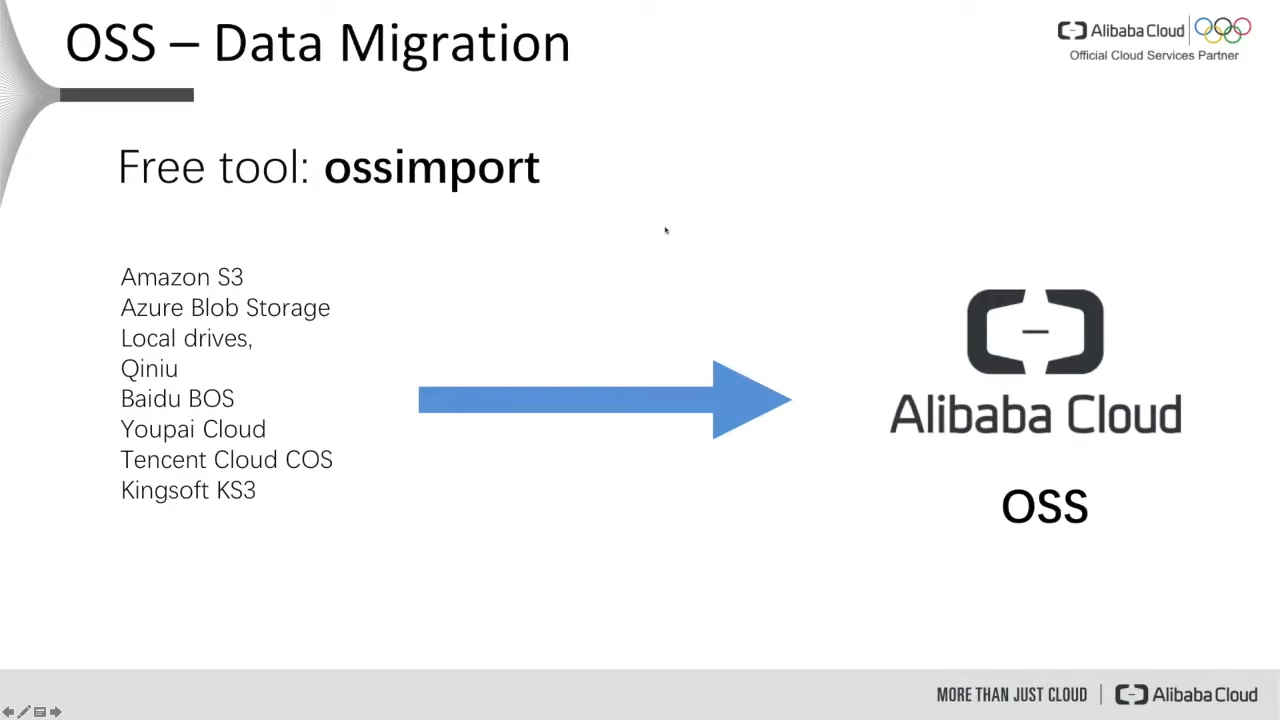 OSS – Data Migration
Alibaba Cloud
Official Cloud Services Partner
Free tool: ossimport
Amazon S3
Azure Blob Storage
Local drives,
Qiniu
Baidu BOS
Youpai Cloud
Tencent Cloud COS
Kingsoft KS3
Alibaba Cloud
OSS
MORE THAN JUST CLOUD | Alibaba Cloud